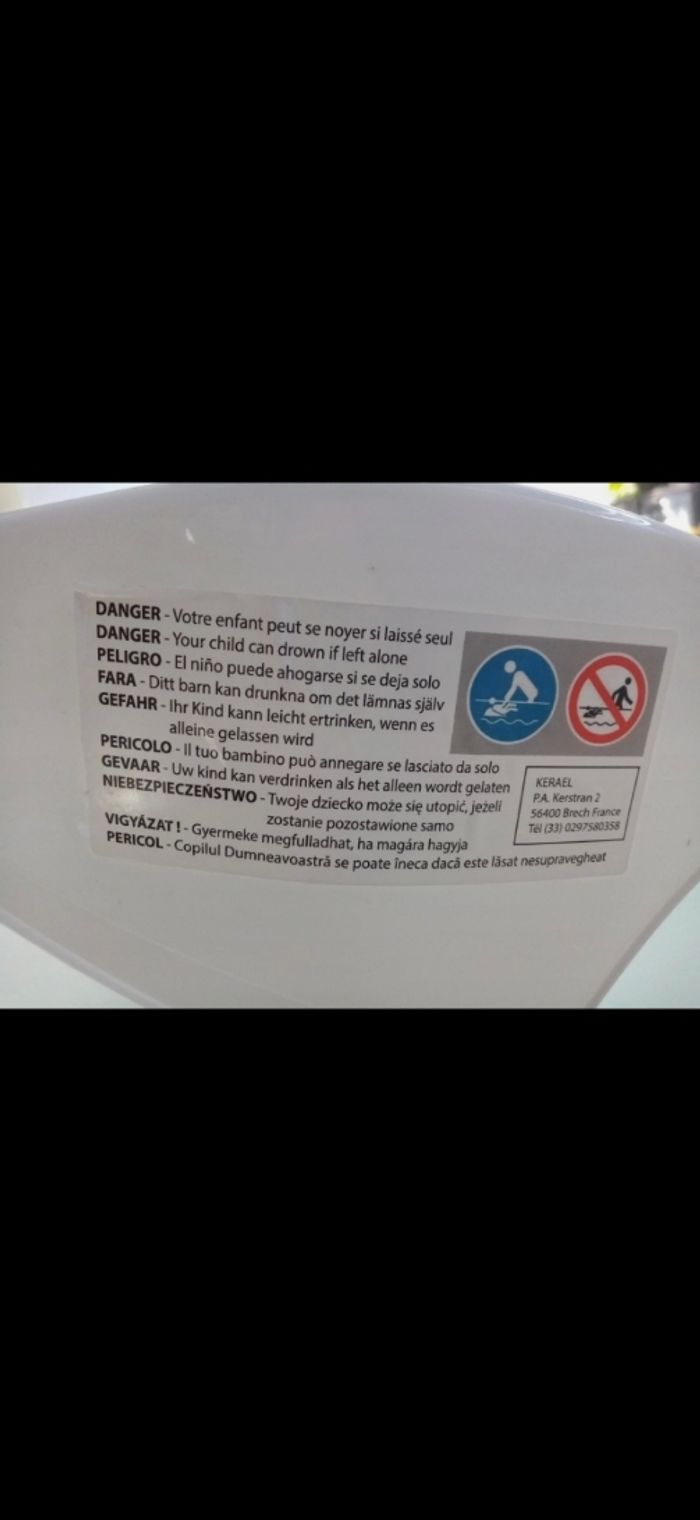 DANGER - Votre enfant peut se noyer si laissé seul
DANGER - Your child can drown if left alone
PELIGRO - El niño puede ahogarse si se deja solo
FARA - Ditt barn kan drunkna om det lämnas själv
GEFAHR - Ihr Kind kann leicht ertrinken, wenn es
alleine gelassen wird
PERICOLO - Il tuo bambino può annegare se lasciato da solo
GEVAAR - Uw kind kan verdrinken als het alleen wordt gelaten
NIEBEZPIECZEŃSTWO - Twoje dziecko może się utopić, jeżeli
zostanie pozostawione samo
VIGYÁZAT ! - Gyermeke megfulladhat, ha magára hagyja
PERICOL - Copilul Dumneavoastră se poate îneca dacă este lăsat nesupravegheat
KERAEL
P.A. Kerstran 2
56400 Brech France
Tél (33) 0297580358